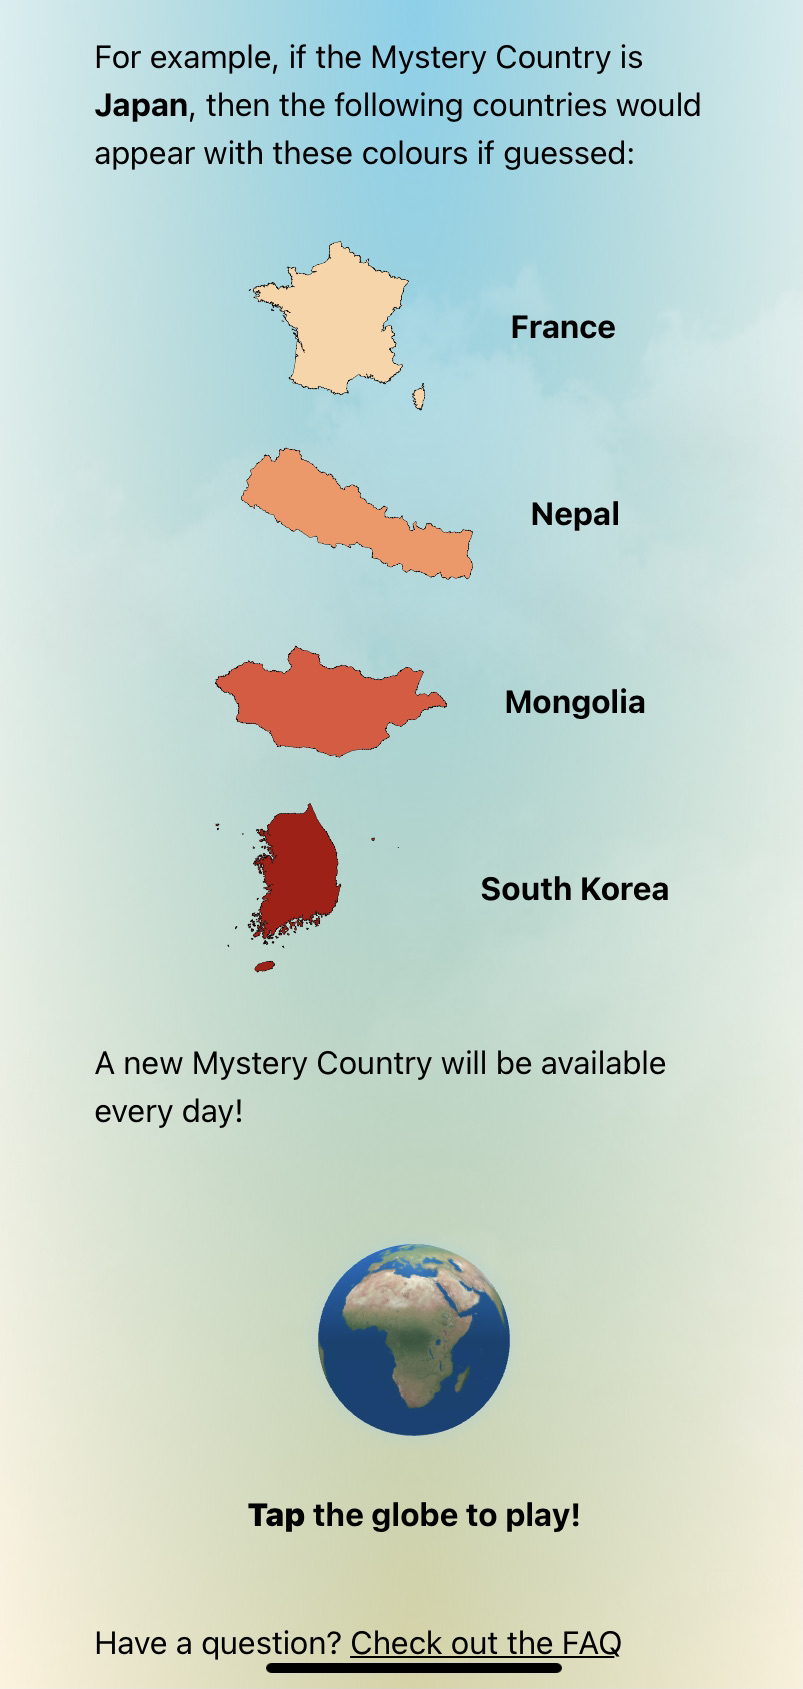 For example, if the Mystery Country is
Japan, then the following countries would
appear with these colours if guessed:
France
Nepal
Mongolia
South Korea
A new Mystery Country will be available
every day!
Tap the globe to play!
Have a question? Check out the FAQ